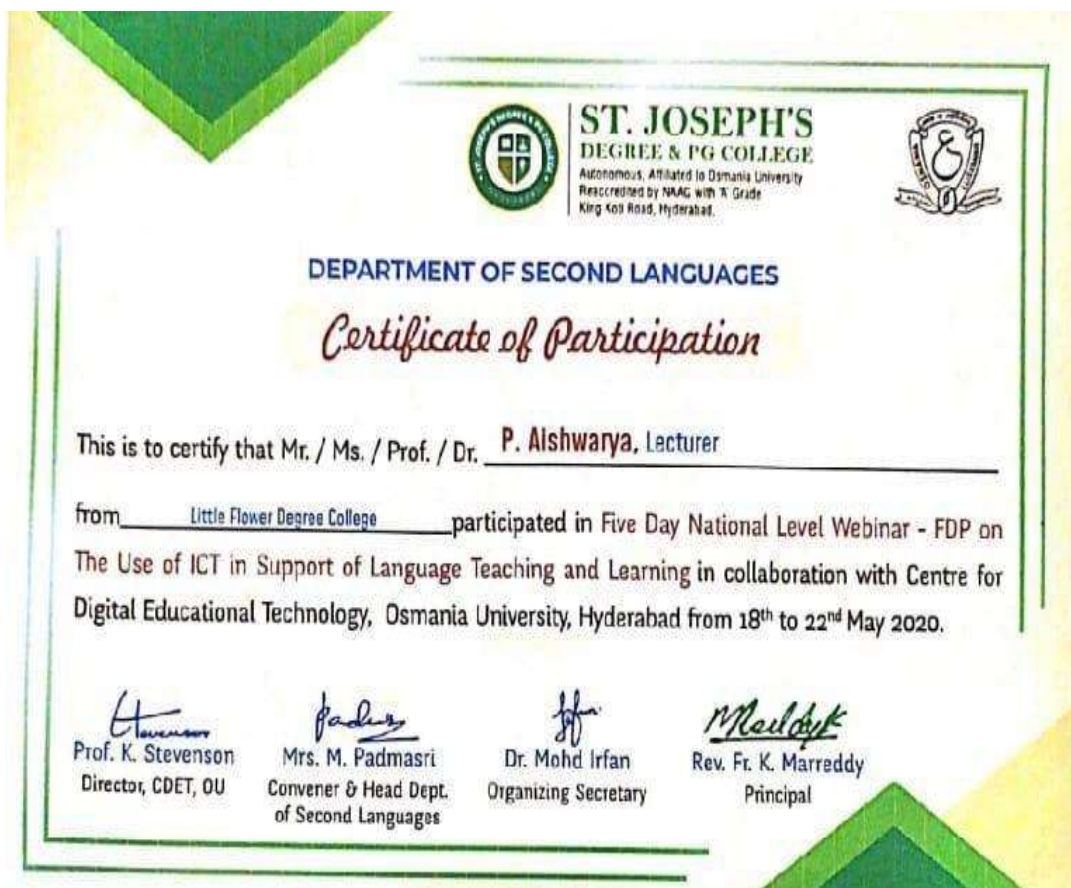 ST. JOSEPH'S
DEGREE & PG COLLEGE
Autonomous, Affiliated to Osmania University
Reaccredited by NAAC with 'A' Grade
King Koti Road, Hyderabad.
DEPARTMENT OF SECOND LANGUAGES
Certificate of Participation
This is to certify that Mr. / Ms. / Prof. / Dr. P. Aishwarya, Lecturer
from Little Flower Degree College participated in Five Day National Level Webinar - FDP on
The Use of ICT in Support of Language Teaching and Learning in collaboration with Centre for
Digital Educational Technology, Osmania University, Hyderabad from 18th to 22nd May 2020.
Prof. K. Stevenson
Director, CDET, OU
Mrs. M. Padmasri
Convener & Head Dept.
of Second Languages
Dr. Mohd Irfan
Organizing Secretary
Rev. Fr. K. Marreddy
Principal